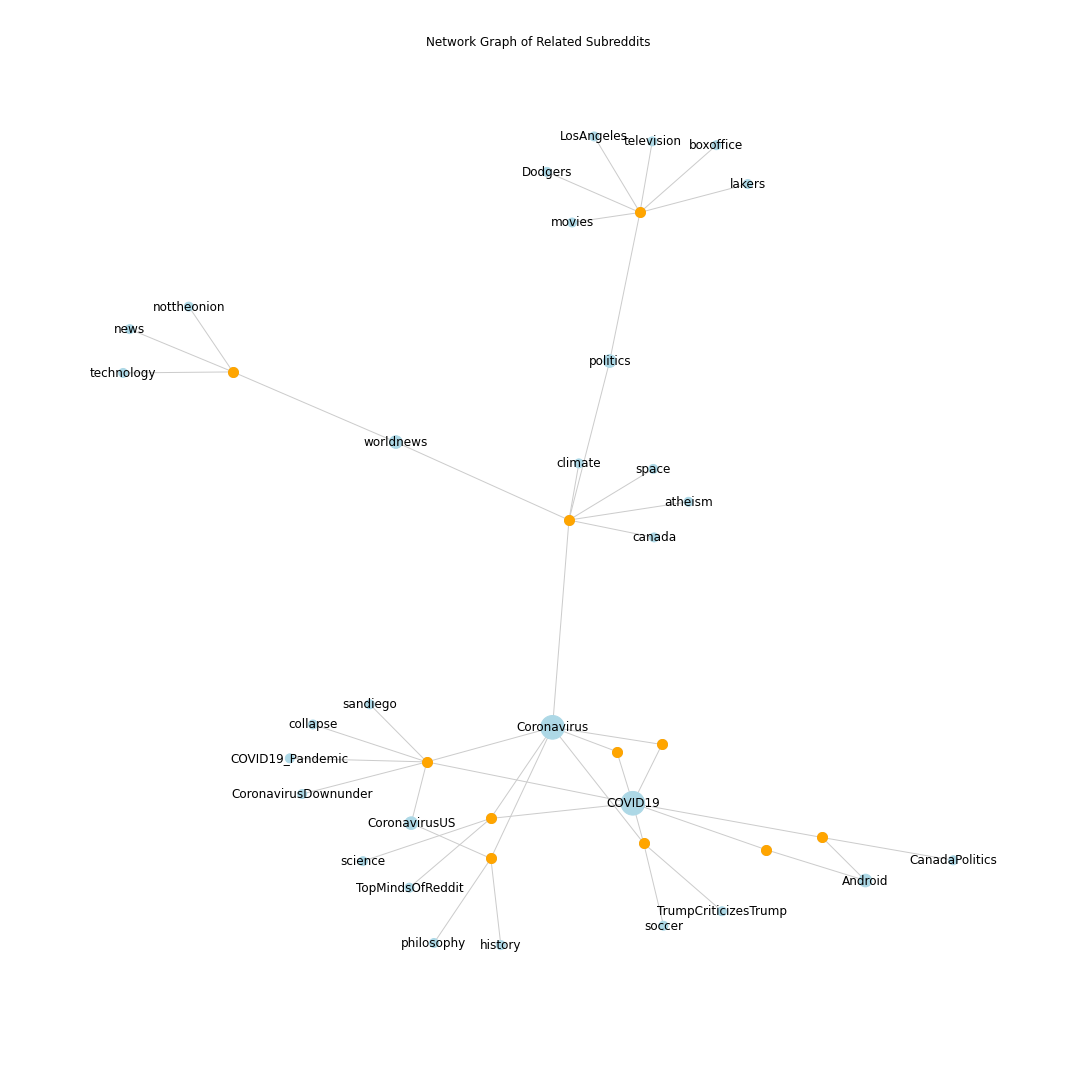 Network Graph of Related Subreddits
LosAngeles
television
boxoffice
Dodgers
lakers
movies
nottheonion
news
politics
technology
worldnews
climate
space
atheism
canada
sandiego
collapse
Coronavirus
COVID19_Pandemic
CoronavirusDownunder
COVID19
CoronavirusUS
science
CanadaPolitics
TopMindsOfReddit
Android
TrumpCriticizesTrump
soccer
philosophy
history